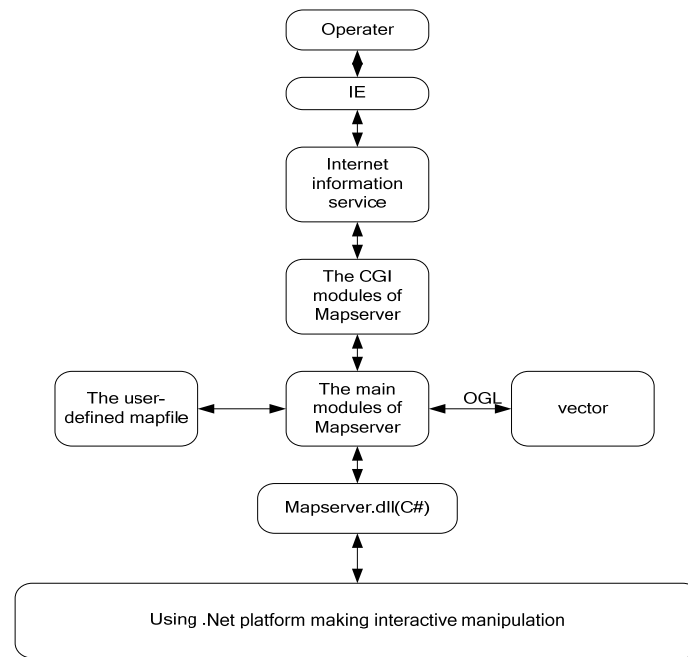 Operater
IE
Internet
information
service
The CGI
modules of
Mapserver
The user-
defined mapfile
The main
modules of
Mapserver
OGL
vector
Mapserver.dll(C#)
Using .Net platform making interactive manipulation